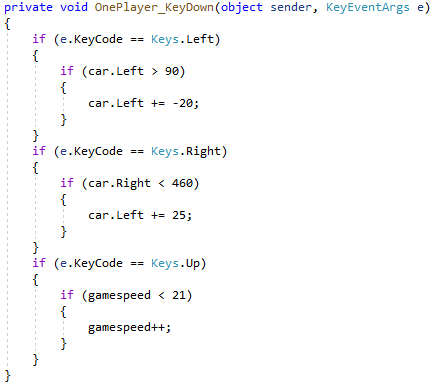 private void OnePlayer_KeyDown(object sender, KeyEventArgs e)
{
    if (e.KeyCode == Keys.Left)
    {
        if (car.Left > 90)
        {
            car.Left += -20;
        }
    }
    if (e.KeyCode == Keys.Right)
    {
        if (car.Right < 460)
        {
            car.Left += 25;
        }
    }
    if (e.KeyCode == Keys.Up)
    {
        if (gamespeed < 21)
        {
            gamespeed++;
        }
    }
}